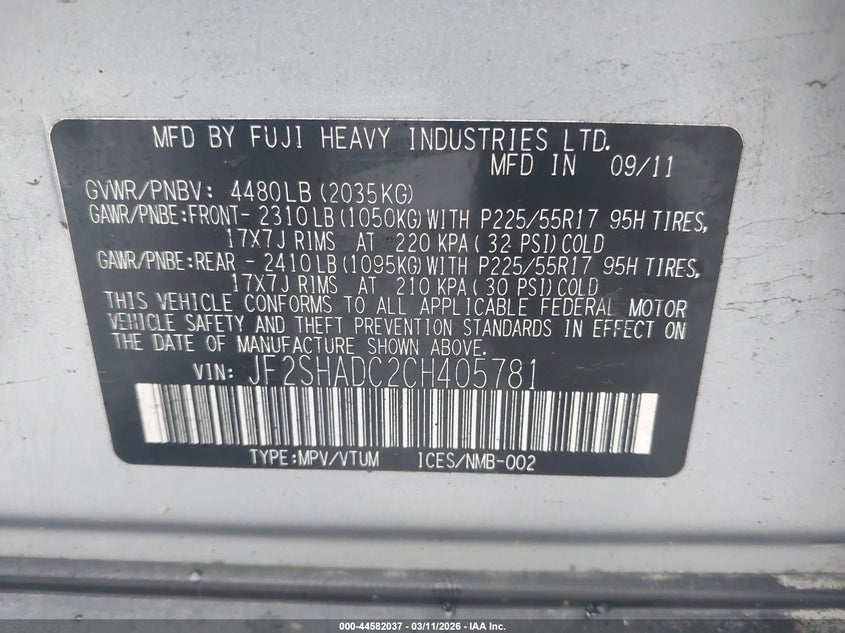 MFD BY FUJI HEAVY INDUSTRIES LTD.
MFD IN 09/11
GVWR/PNBV: 4480LB (2035KG)
GAWR/PNBE:FRONT- 2310LB (1050KG) WITH P225/55R17 95H TIRES,
17X7J RIMS AT 220 KPA ( 32 PSI) COLD
GAWR/PNBE:REAR - 2410LB (1095KG) WITH P225/55R17 95H TIRES,
17X7J RIMS AT 210 KPA ( 30 PSI) COLD
THIS VEHICLE CONFORMS TO ALL APPLICABLE FEDERAL MOTOR
VEHICLE SAFETY AND THEFT PREVENTION STANDARDS IN EFFECT ON
THE DATE OF MANUFACTURE SHOWN ABOVE.
VIN: JF2SHADC2CH405781
TYPE:MPV/VTUM ICES/NMB-002
000-44582037 - 03/11/2026 - IAA Inc.